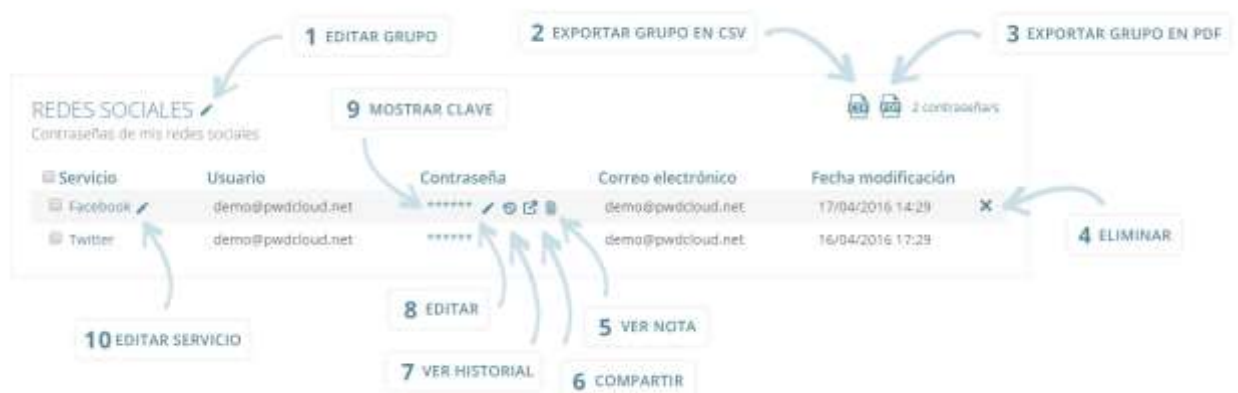 1 EDITAR GRUPO
2 EXPORTAR GRUPO EN CSV
3 EXPORTAR GRUPO EN PDF
REDES SOCIALES
Contraseñas de mis redes sociales
9 MOSTRAR CLAVE
2 contraseña/s
Servicio Usuario Contraseña Correo electrónico Fecha modificación
Facebook demo@pwdcloud.net ****** demo@pwdcloud.net 17/04/2016 14:29
Twitter demo@pwdcloud.net ****** demo@pwdcloud.net 16/04/2016 17:29
4 ELIMINAR
8 EDITAR
5 VER NOTA
10 EDITAR SERVICIO
7 VER HISTORIAL
6 COMPARTIR